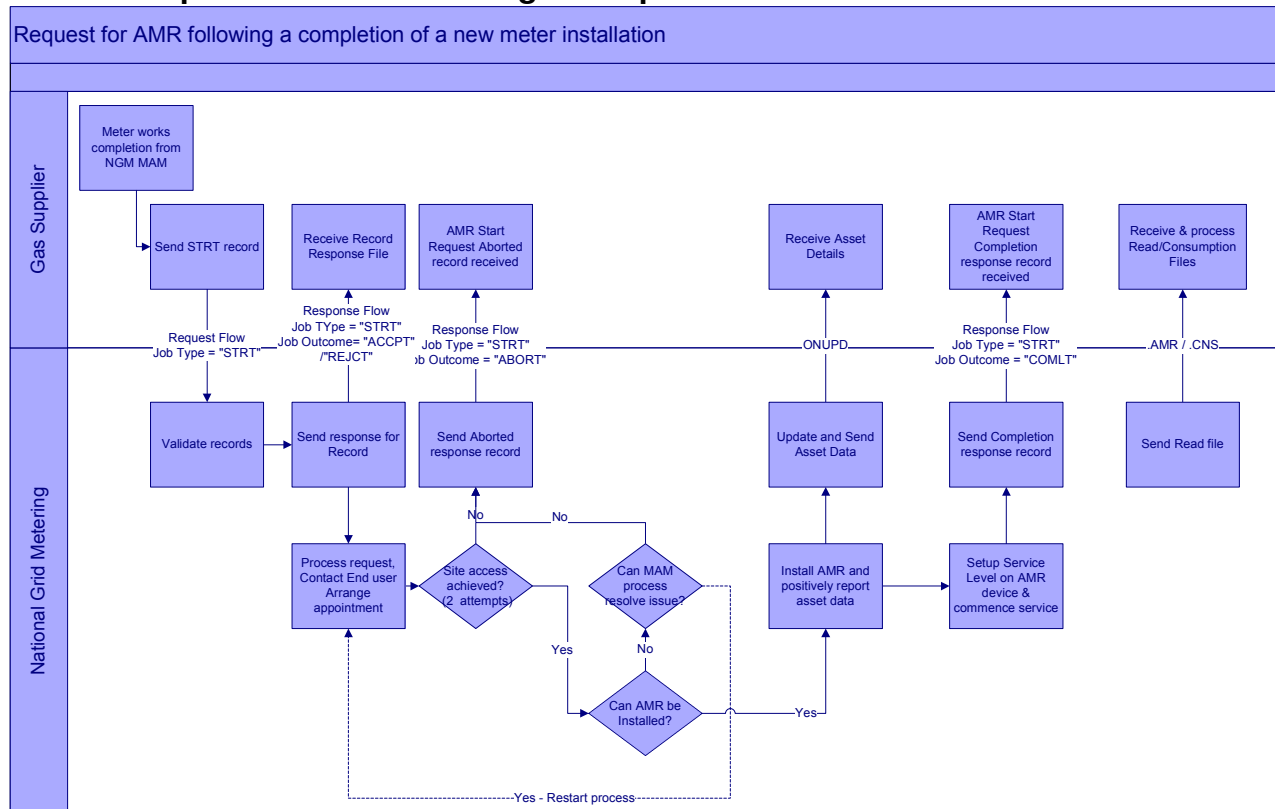 Request for AMR following a completion of a new meter installation
Gas Supplier
Meter works
completion from
NGM MAM
Send STRT record
Receive Record
Response File
AMR Start
Request Aborted
record received
Receive Asset
Details
AMR Start
Request
Completion
response record
received
Receive & process
Read/Consumption
Files
Request Flow
Job Type = "STRT"
Response Flow
Job TYpe = "STRT"
Job Outcome= "ACCPT"
/"REJCT"
Response Flow
Job Type = "STRT"
Job Outcome = "ABORT"
ONUPD
Response Flow
Job Type = "STRT"
Job Outcome = "COMLT"
.AMR / .CNS
National Grid Metering
Validate records
Send response for
Record
Send Aborted
response record
Update and Send
Asset Data
Send Completion
response record
Send Read file
No
No
Process request,
Contact End user
Arrange
appointment
Site access
achieved?
(2 attempts)
Can MAM
process
resolve issue?
Install AMR and
positively report
asset data
Setup Service
Level on AMR
device &
commence service
Yes
No
Can AMR be
Installed?
Yes
Yes - Restart process